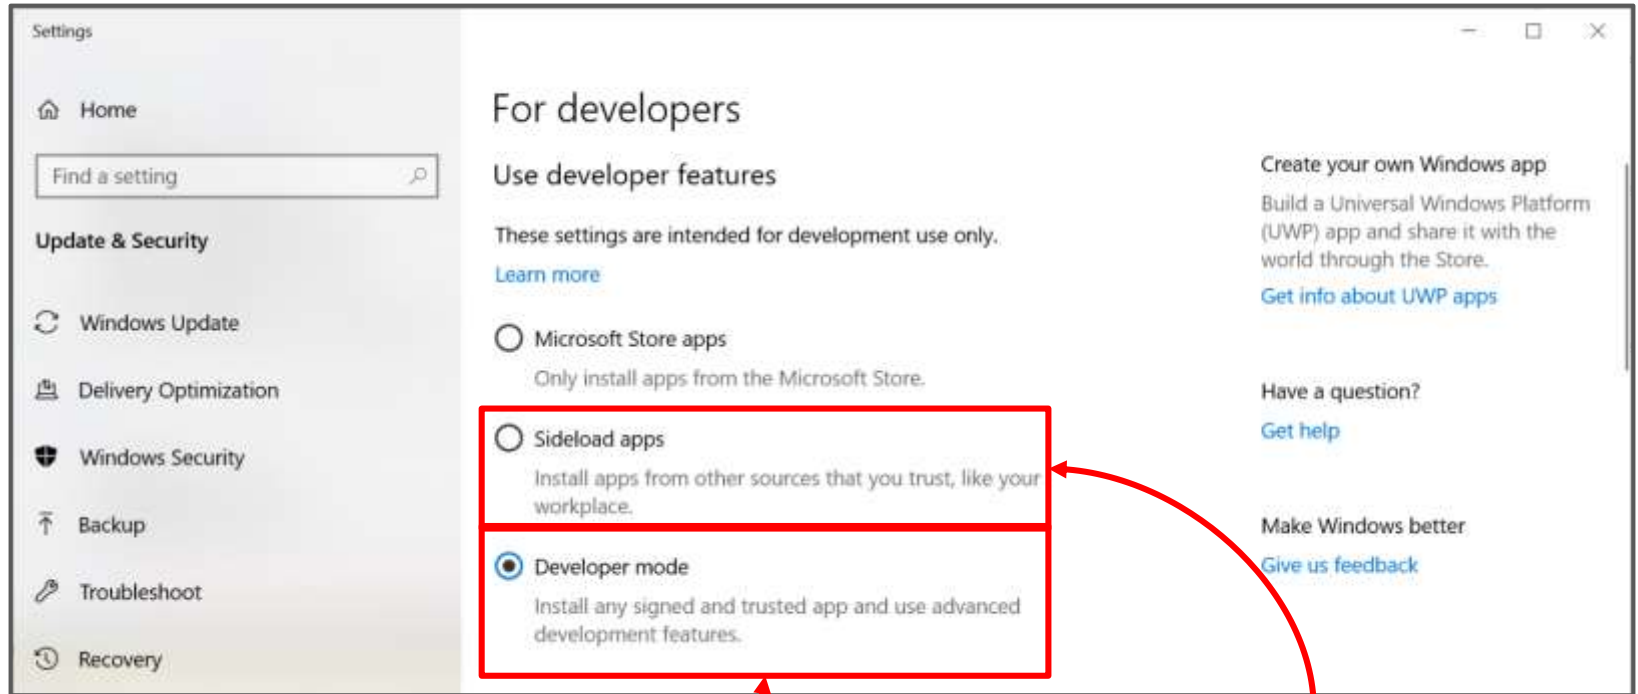 Settings
Home
Find a setting
Update & Security
Windows Update
Delivery Optimization
Windows Security
Backup
Troubleshoot
Recovery
For developers
Use developer features
These settings are intended for development use only.
Learn more
Microsoft Store apps
Only install apps from the Microsoft Store.
Sideload apps
Install apps from other sources that you trust, like your
workplace.
Developer mode
Install any signed and trusted app and use advanced
development features.
Create your own Windows app
Build a Universal Windows Platform
(UWP) app and share it with the
world through the Store.
Get info about UWP apps
Have a question?
Get help
Make Windows better
Give us feedback